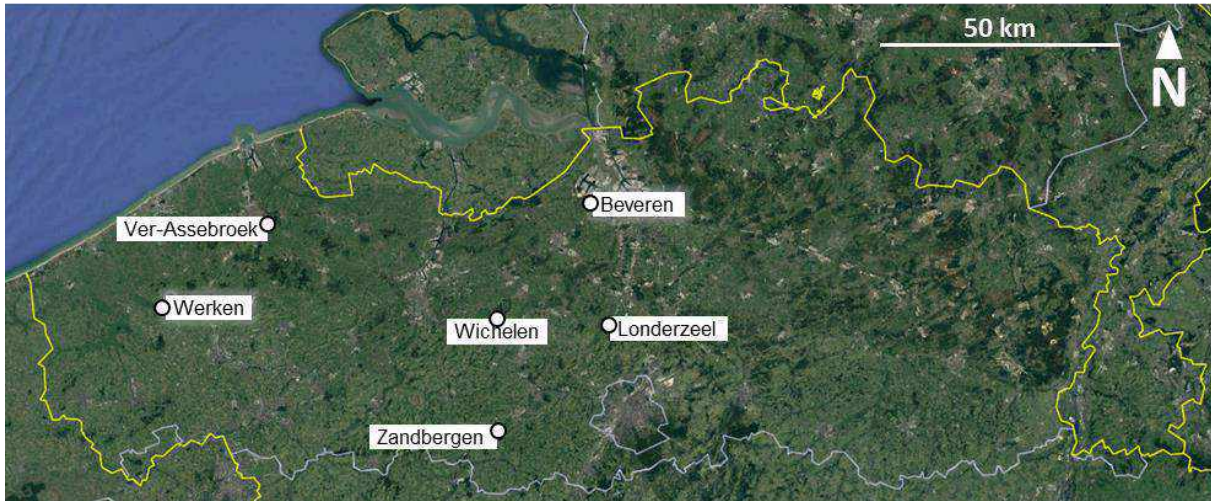 50 km
N
Beveren
Ver-Assebroek
Werken
Wichelen
Londerzeel
Zandbergen